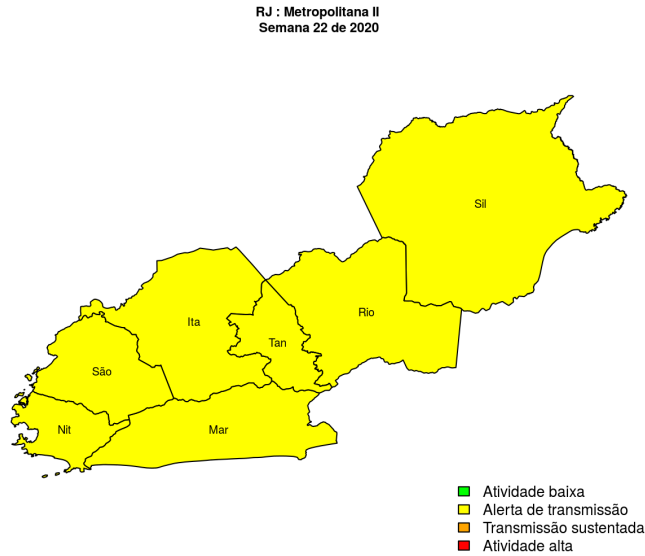 RJ : Metropolitana II
Semana 22 de 2020
Sil
Rio
Ita
Tan
São
Nit
Mar
Atividade baixa
Alerta de transmissão
Transmissão sustentada
Atividade alta